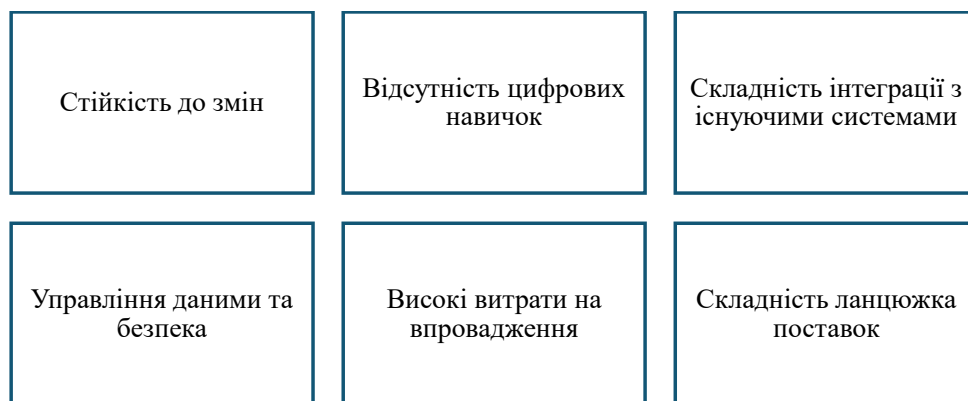 Стійкість до змін
Відсутність цифрових
навичок
Складність інтеграції з
існуючими системами
Управління даними та
безпека
Високі витрати на
впровадження
Складність ланцюжка
поставок